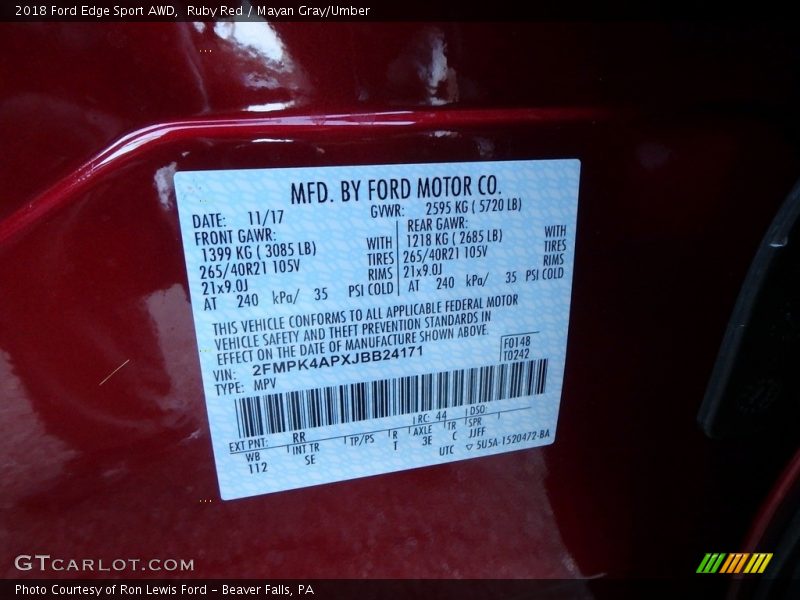 2018 Ford Edge Sport AWD,  Ruby Red / Mayan Gray/Umber
MFD. BY FORD MOTOR CO.
DATE: 11/17 GVWR: 2595 KG ( 5720 LB)
FRONT GAWR: REAR GAWR:
1399 KG ( 3085 LB) WITH 1218 KG ( 2685 LB) WITH
265/40R21 105V TIRES 265/40R21 105V TIRES
21x9.0J RIMS 21x9.0J RIMS
AT 240 kPa/ 35 PSI COLD AT 240 kPa/ 35 PSI COLD
THIS VEHICLE CONFORMS TO ALL APPLICABLE FEDERAL MOTOR
VEHICLE SAFETY AND THEFT PREVENTION STANDARDS IN
EFFECT ON THE DATE OF MANUFACTURE SHOWN ABOVE.
VIN: 2FMPK4APXJBB24171 F0148
TYPE: MPV T0242
EXT PNT: RR RC: 44 DSO:
WB INT TR TP/PS R AXLE TR SPR
112 SE T 3E C JJFF
UTC ▽ 5U5A-1520472-BA
GTCARLOT.COM
Photo Courtesy of Ron Lewis Ford - Beaver Falls, PA